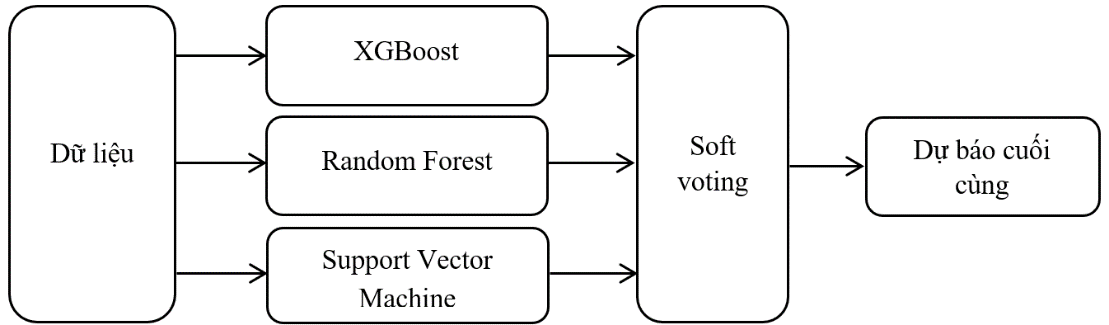 Dữ liệu
XGBoost
Random Forest
Support Vector
Machine
Soft
voting
Dự báo cuối
cùng